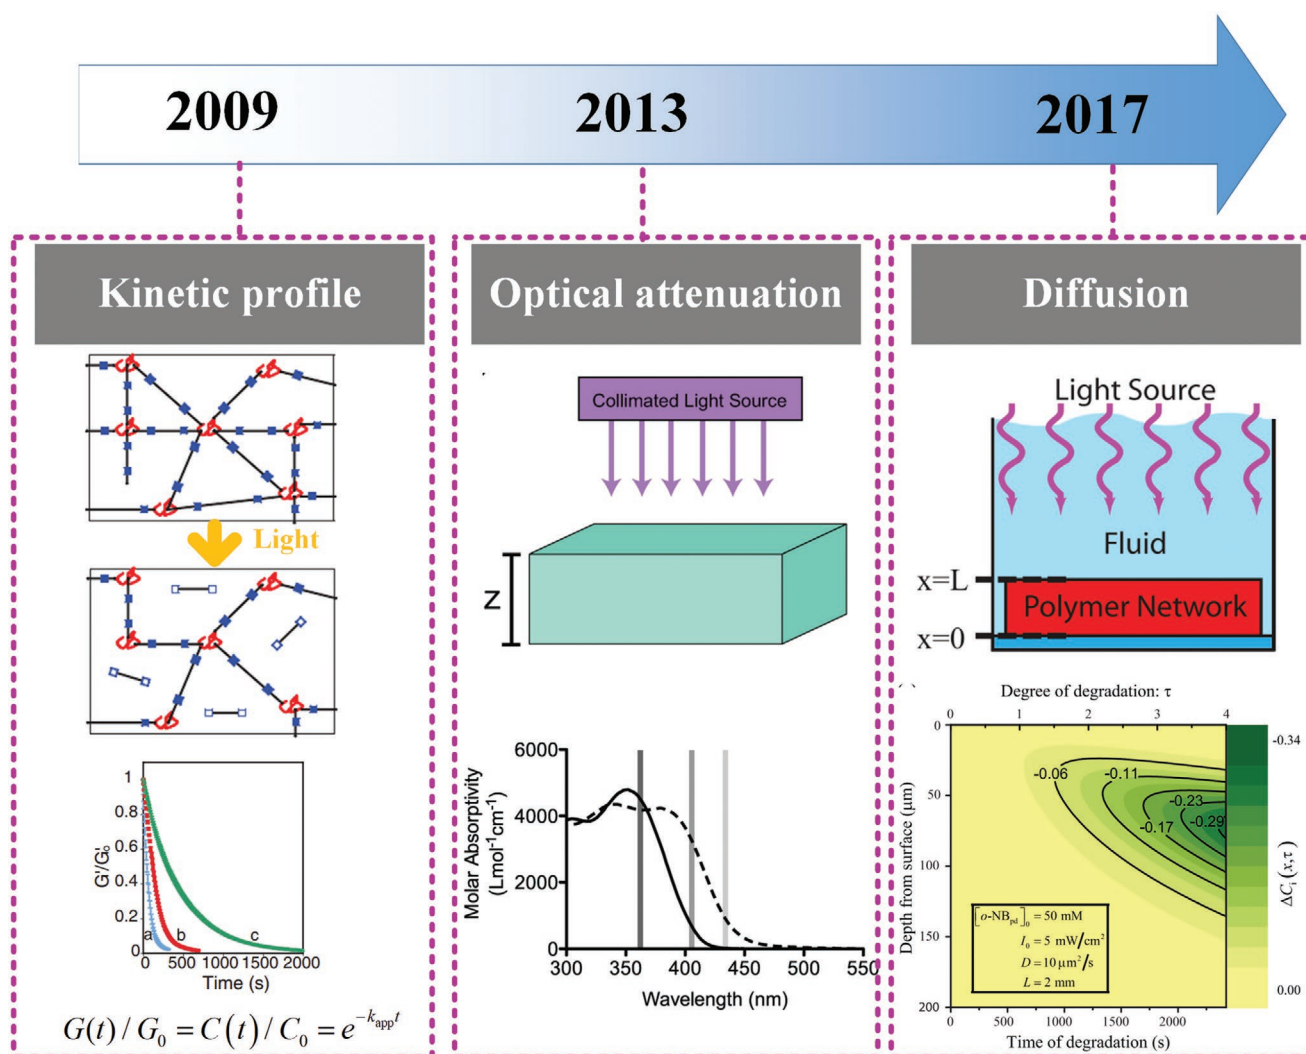 2009
2013
2017
Kinetic profile
Light
1
0.8
0.6
0.4
0.2
0
G'/G'₀
a
b
c
0
500
1000
1500
2000
Time (s)
G(t) / G₀ = C(t) / C₀ = e^(-k_app t)
Optical attenuation
Collimated Light Source
Z
6000
4000
2000
0
Molar Absorptivity
(Lmol⁻¹cm⁻¹)
300
350
400
450
500
550
Wavelength (nm)
Diffusion
Light Source
Fluid
x=L
Polymer Network
x=0
Degree of degradation: τ
0
1
2
3
4
0
50
100
150
200
Depth from surface (μm)
-0.06
-0.11
-0.23
-0.17
-0.29
[o-NB_pd]₀ = 50 mM
I₀ = 5 mW/cm²
D = 10 μm²/s
L = 2 mm
0
500
1000
1500
2000
Time of degradation (s)
-0.34
0.00